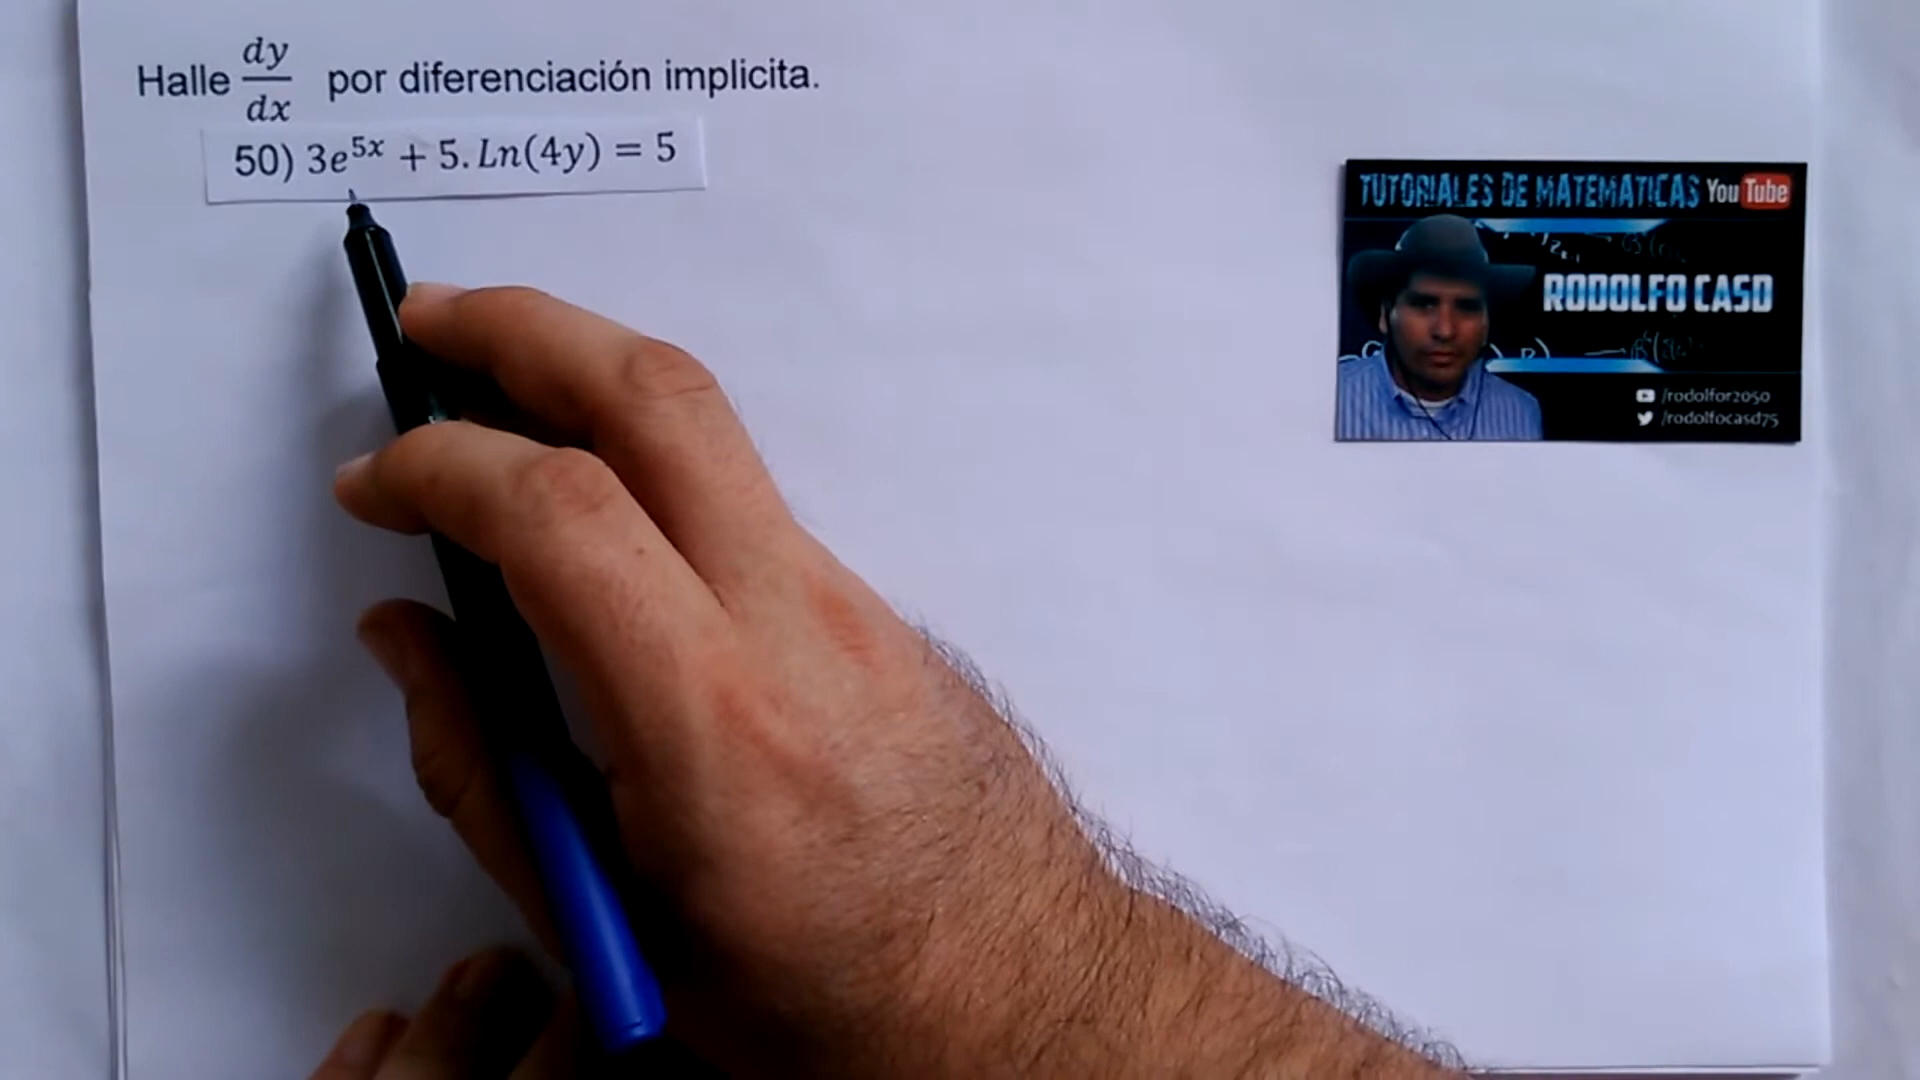 Halle dy/dx por diferenciación implicita.
50) 3e^{5x} + 5. Ln(4y) = 5
TUTORIALES DE MATEMATICAS YouTube
RODOLFO CASD
/rodolfor2050
/rodolfocasd75